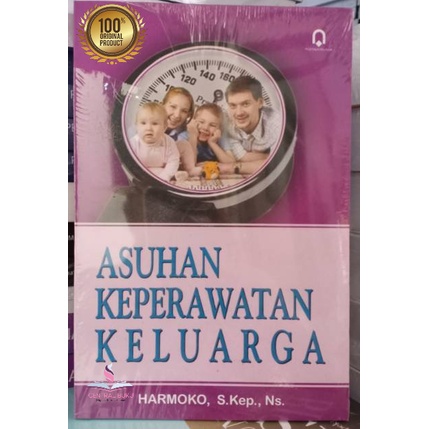 100%
ORIGINAL
PRODUCT
120 140 160
ASUHAN
KEPERAWATAN
KELUARGA
HARMOKO, S.Kep., Ns.